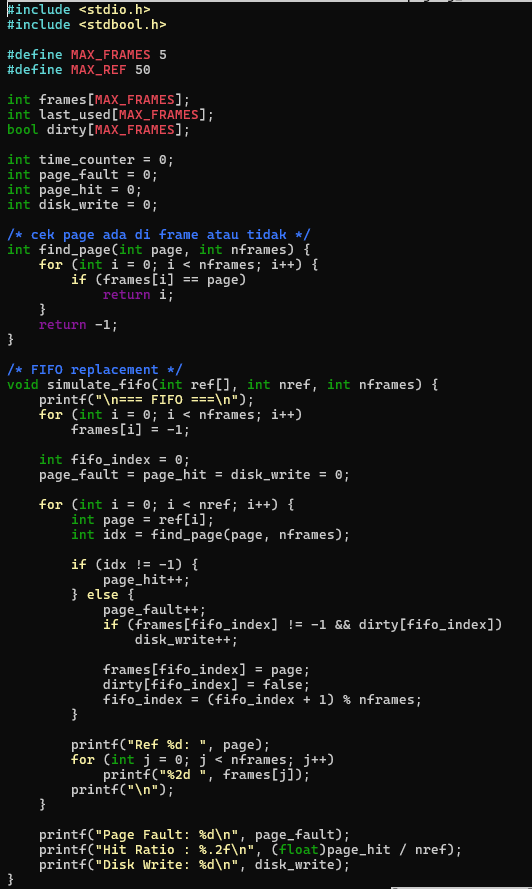 #include <stdio.h>
#include <stdbool.h>

#define MAX_FRAMES 5
#define MAX_REF 50

int frames[MAX_FRAMES];
int last_used[MAX_FRAMES];
bool dirty[MAX_FRAMES];

int time_counter = 0;
int page_fault = 0;
int page_hit = 0;
int disk_write = 0;

/* cek page ada di frame atau tidak */
int find_page(int page, int nframes) {
    for (int i = 0; i < nframes; i++) {
        if (frames[i] == page)
            return i;
    }
    return -1;
}

/* FIFO replacement */
void simulate_fifo(int ref[], int nref, int nframes) {
    printf("\n=== FIFO ===\n");
    for (int i = 0; i < nframes; i++)
        frames[i] = -1;

    int fifo_index = 0;
    page_fault = page_hit = disk_write = 0;

    for (int i = 0; i < nref; i++) {
        int page = ref[i];
        int idx = find_page(page, nframes);

        if (idx != -1) {
            page_hit++;
        } else {
            page_fault++;
            if (frames[fifo_index] != -1 && dirty[fifo_index])
                disk_write++;

            frames[fifo_index] = page;
            dirty[fifo_index] = false;
            fifo_index = (fifo_index + 1) % nframes;
        }

        printf("Ref %d: ", page);
        for (int j = 0; j < nframes; j++)
            printf("%2d ", frames[j]);
        printf("\n");
    }

    printf("Page Fault: %d\n", page_fault);
    printf("Hit Ratio : %.2f\n", (float)page_hit / nref);
    printf("Disk Write: %d\n", disk_write);
}